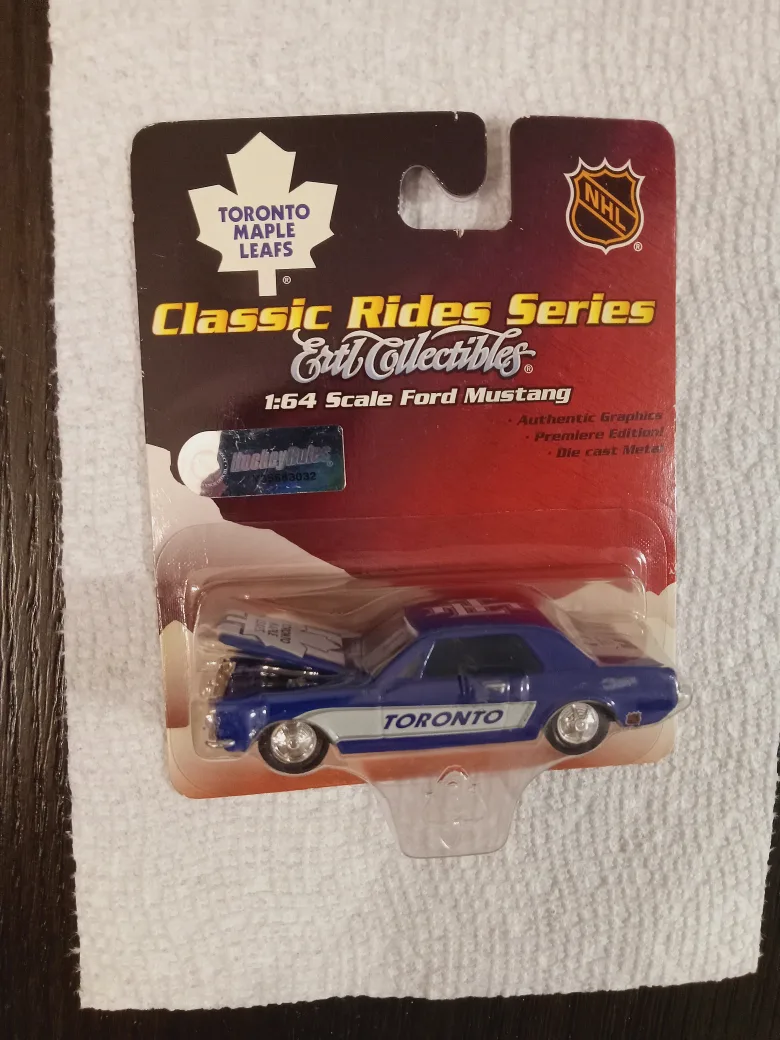 TORONTO
MAPLE
LEAFS
®
NHL
®
Classic Rides Series
Ertl Collectibles®
1:64 Scale Ford Mustang
· Authentic Graphics
· Premiere Edition!
· Die cast Metal
TORONTO